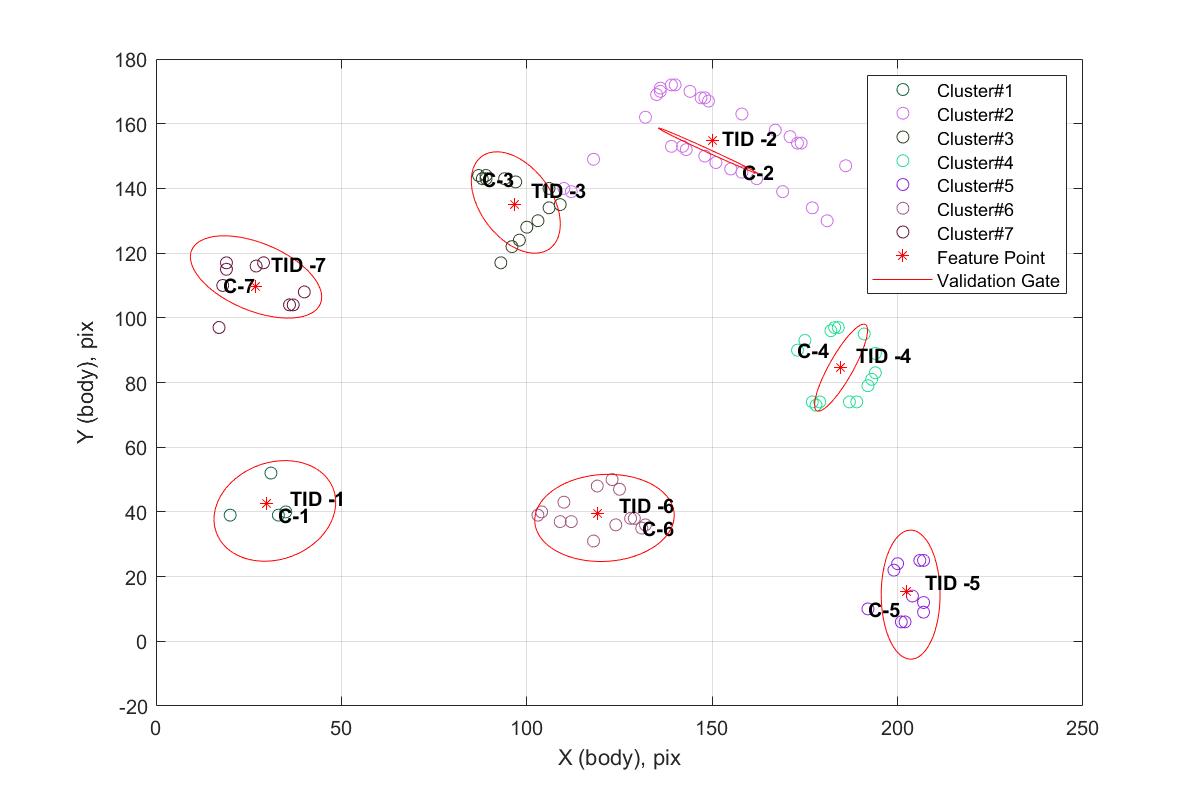 180
160
140
120
100
80
60
40
20
0
-20
0
50
100
150
200
250
X (body), pix
Y (body), pix
Cluster#1
Cluster#2
Cluster#3
Cluster#4
Cluster#5
Cluster#6
Cluster#7
Feature Point
Validation Gate
TID -2
C-2
C-3
TID -3
TID -7
C-7
C-4
TID -4
TID -1
C-1
TID -6
C-6
TID -5
C-5